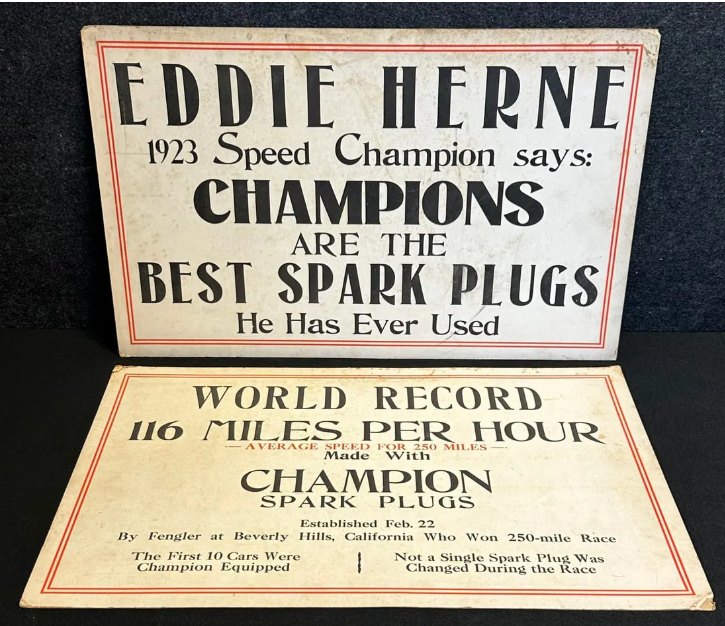 EDDIE HERNE
1923 Speed Champion says:
CHAMPIONS
ARE THE
BEST SPARK PLUGS
He Has Ever Used
WORLD RECORD
116 MILES PER HOUR
— AVERAGE SPEED FOR 250 MILES —
Made With
CHAMPION
SPARK PLUGS
Established Feb. 22
By Fengler at Beverly Hills, California Who Won 250-mile Race
The First 10 Cars Were
Champion Equipped
Not a Single Spark Plug Was
Changed During the Race